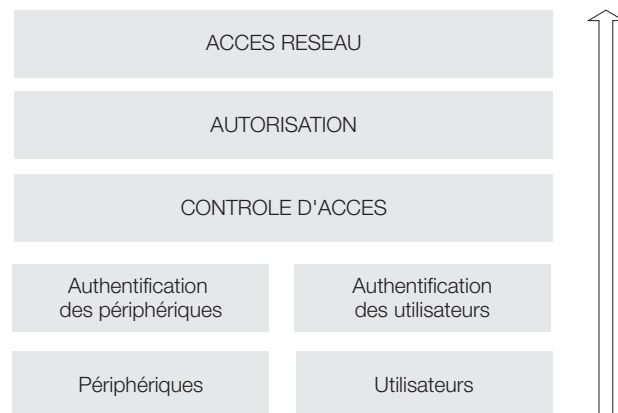 ACCES RESEAU
AUTORISATION
CONTROLE D'ACCES
Authentification
des périphériques
Authentification
des utilisateurs
Périphériques
Utilisateurs